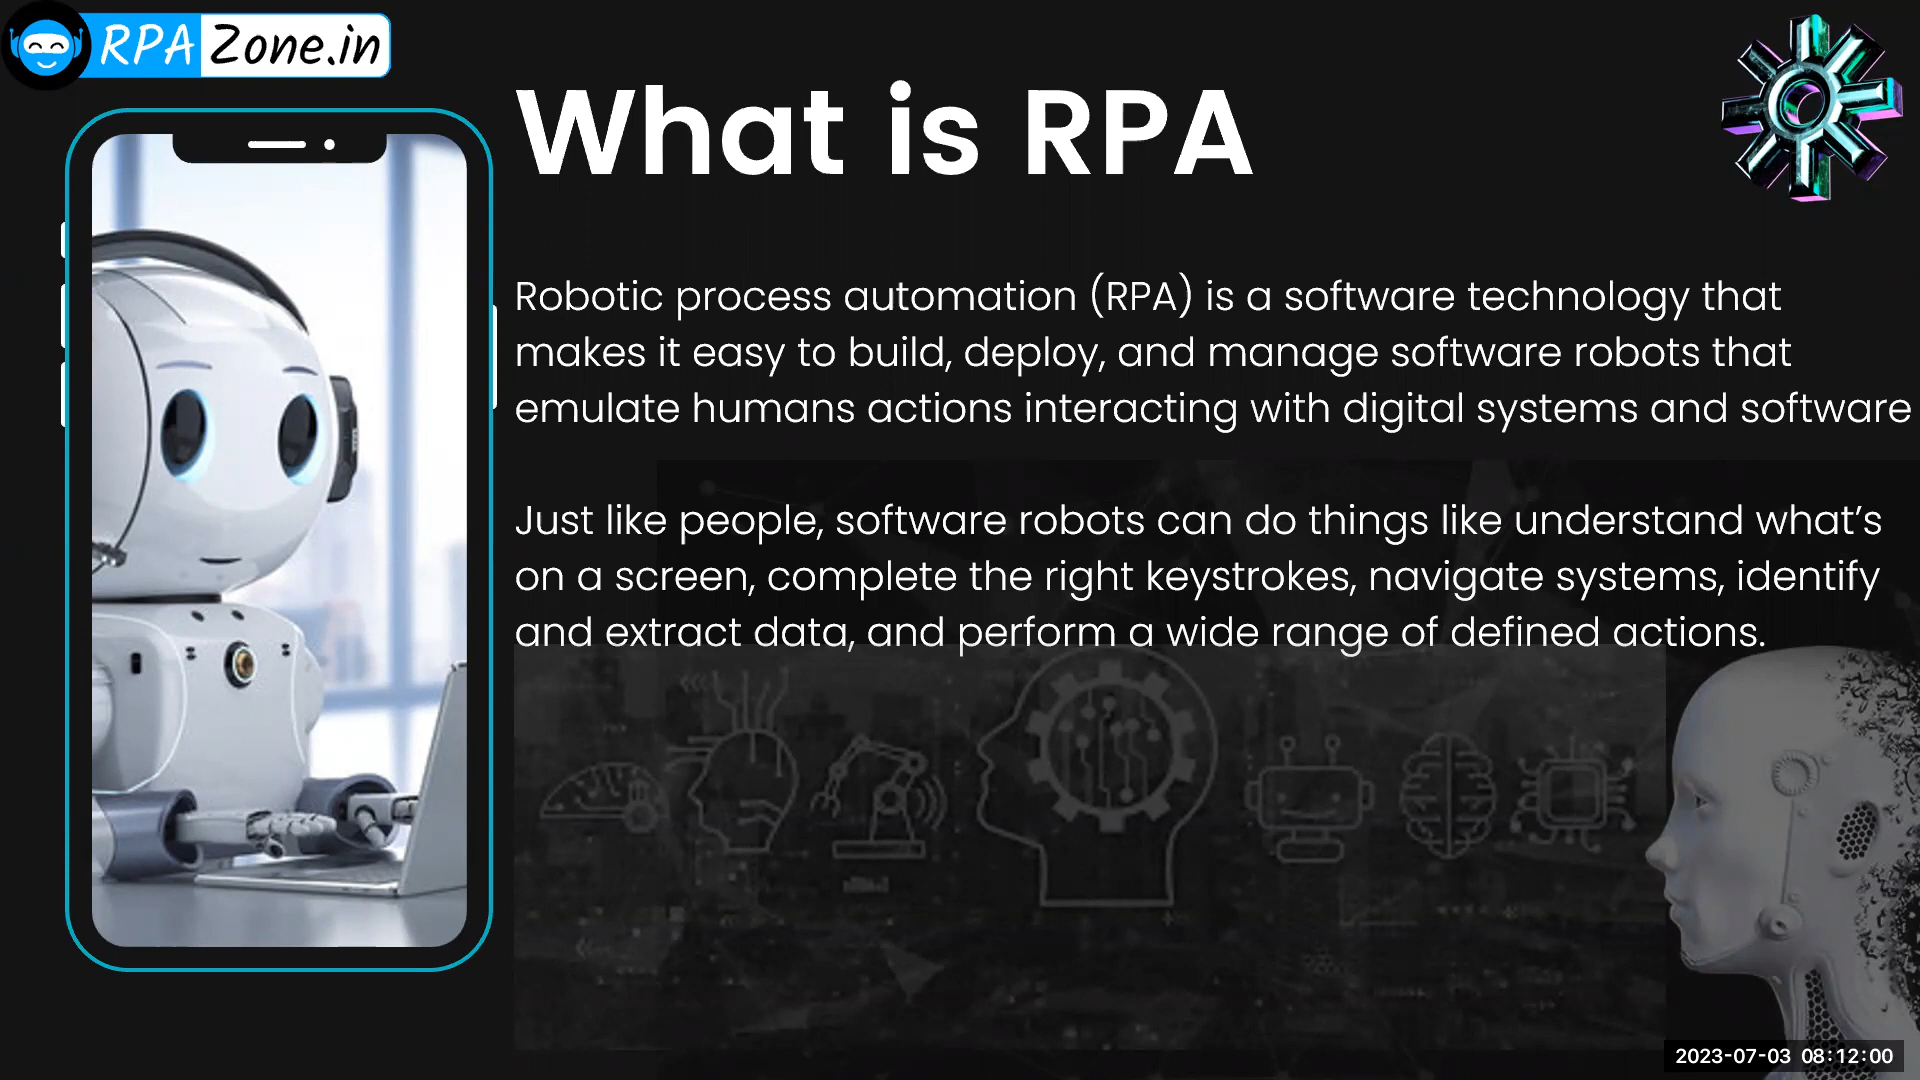 RPA Zone.in
What is RPA
Robotic process automation (RPA) is a software technology that
makes it easy to build, deploy, and manage software robots that
emulate humans actions interacting with digital systems and software
Just like people, software robots can do things like understand what’s
on a screen, complete the right keystrokes, navigate systems, identify
and extract data, and perform a wide range of defined actions.
2023-07-03 08:12:00